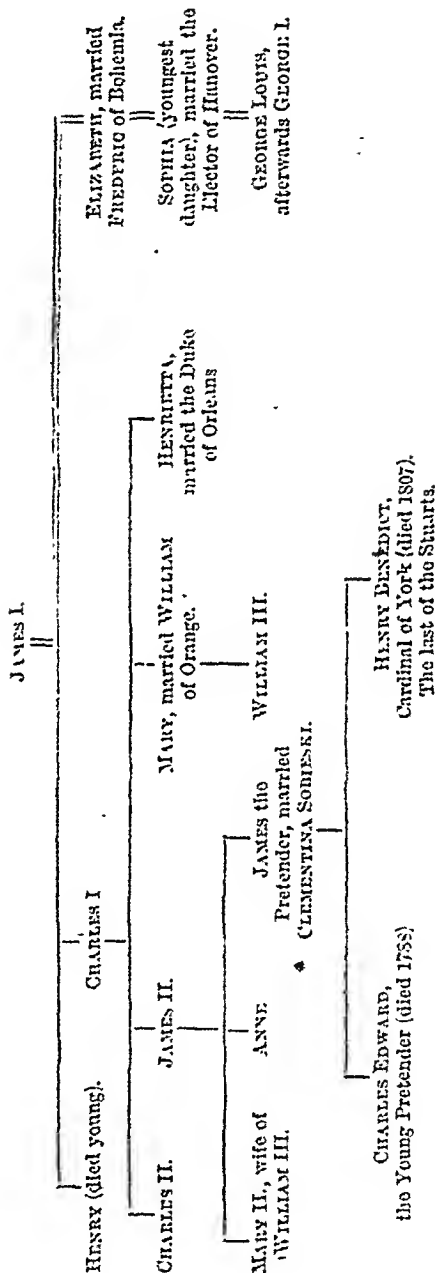 JAMES I.
HENRY (died young).
CHARLES I
ELIZABETH, married
FREDERIC of Bohemia.
CHARLES II.
JAMES II.
MARY, married WILLIAM
of Orange.
HENRIETTA,
married the Duke
of Orleans
SOPHIA (youngest
daughter), married the
Elector of Hanover.
MARY II., wife of
WILLIAM III.
ANNE
JAMES the
Pretender, married
CLEMENTINA SOBIESKI.
WILLIAM III.
GEORGE LOUIS,
afterwards GEORGE I.
CHARLES EDWARD,
the Young Pretender (died 1788)
HENRY BENEDICT,
Cardinal of York (died 1807).
The last of the Stuarts.